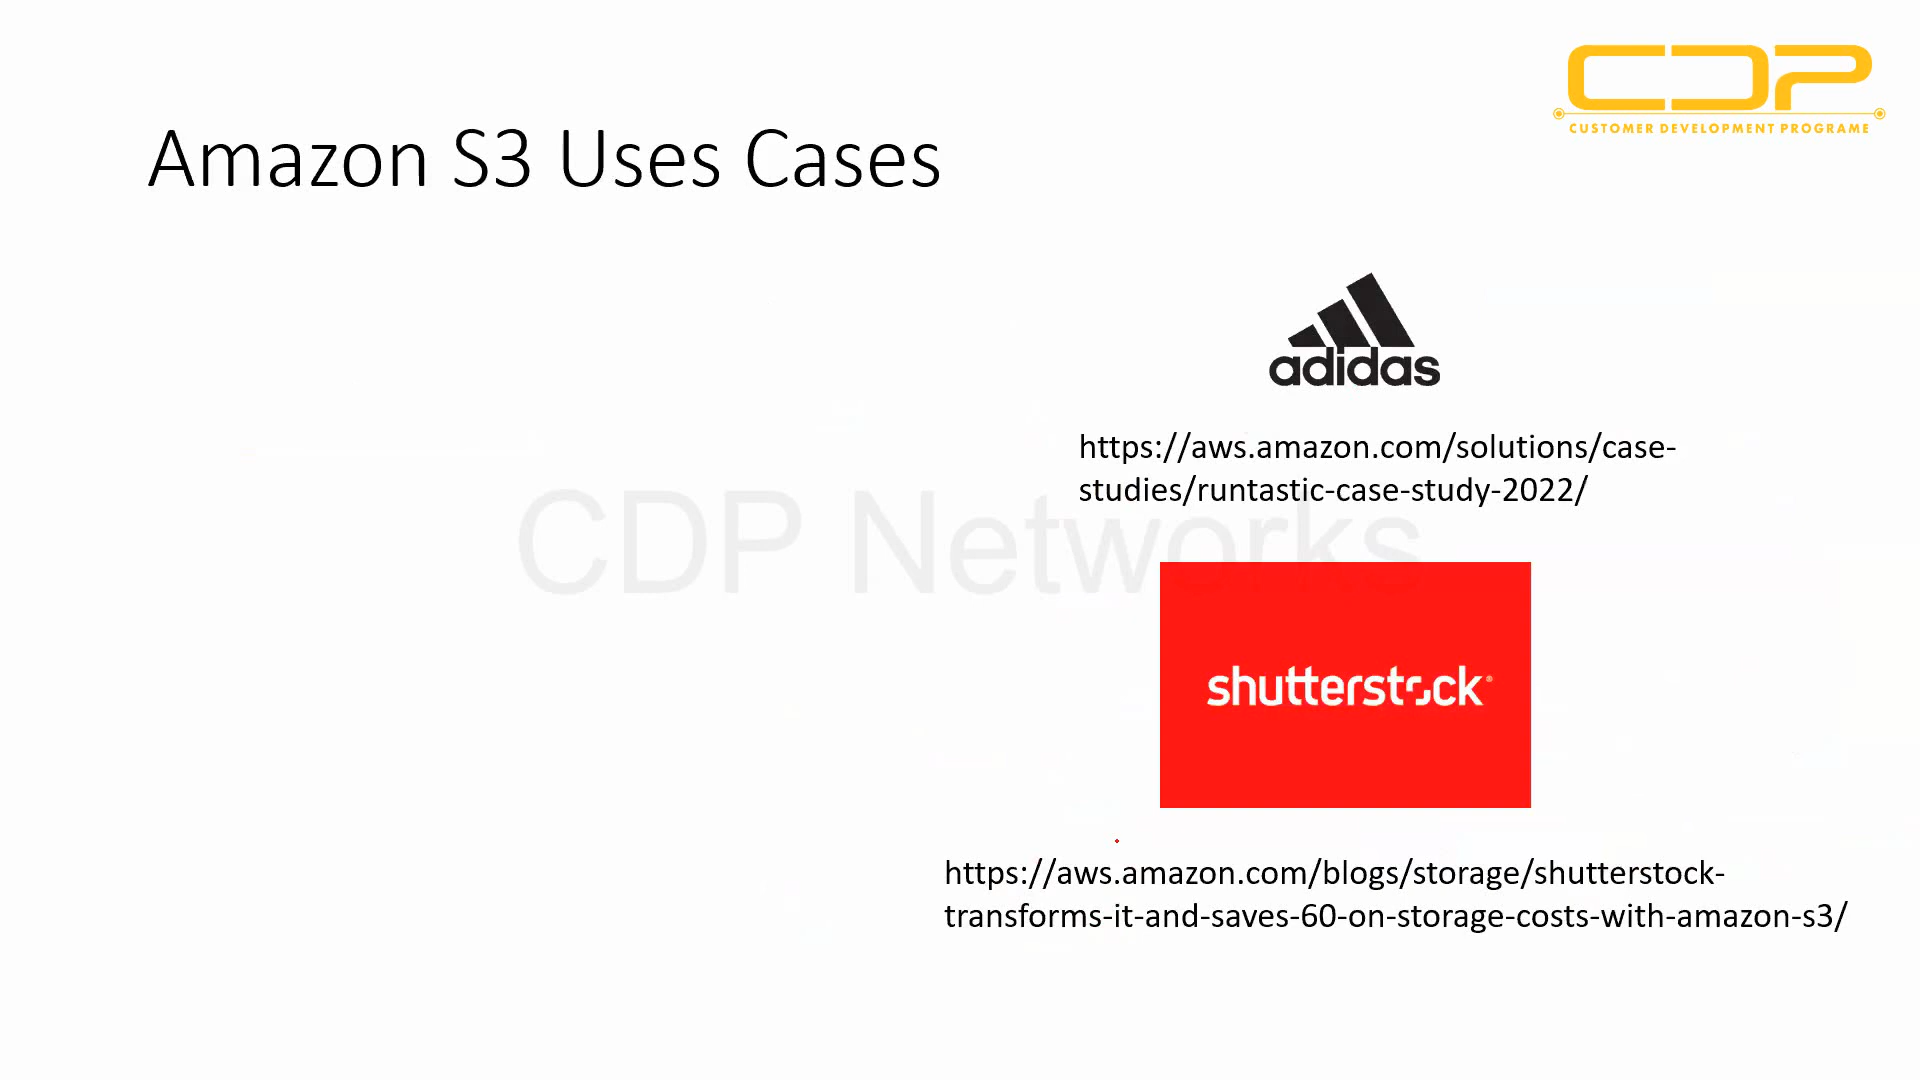 CDP
CUSTOMER DEVELOPMENT PROGRAME
Amazon S3 Uses Cases
adidas
https://aws.amazon.com/solutions/case-
studies/runtastic-case-study-2022/
CDP Networks
shutterstock
https://aws.amazon.com/blogs/storage/shutterstock-
transforms-it-and-saves-60-on-storage-costs-with-amazon-s3/